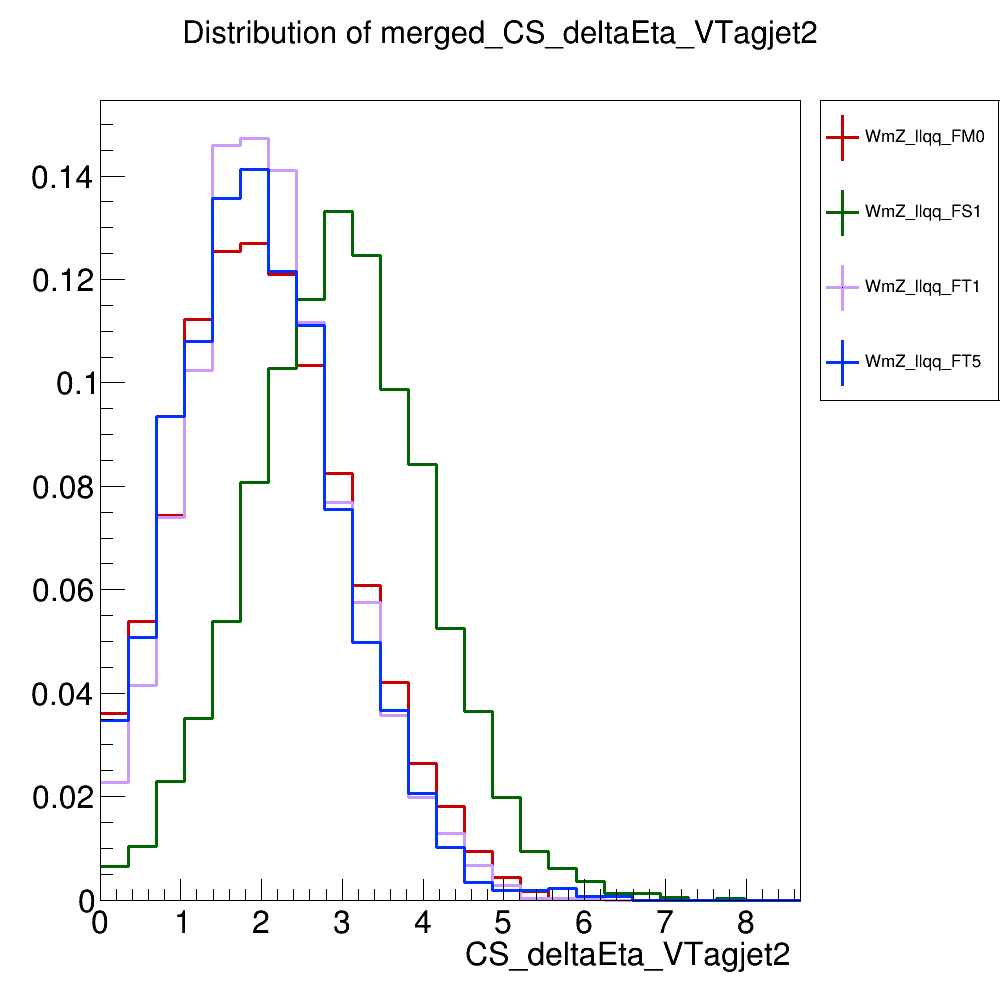 Distribution of merged_CS_deltaEta_VTagjet2
WmZ_llqq_FM0
WmZ_llqq_FS1
WmZ_llqq_FT1
WmZ_llqq_FT5
0.14
0.12
0.1
0.08
0.06
0.04
0.02
0
0 1 2 3 4 5 6 7 8
CS_deltaEta_VTagjet2